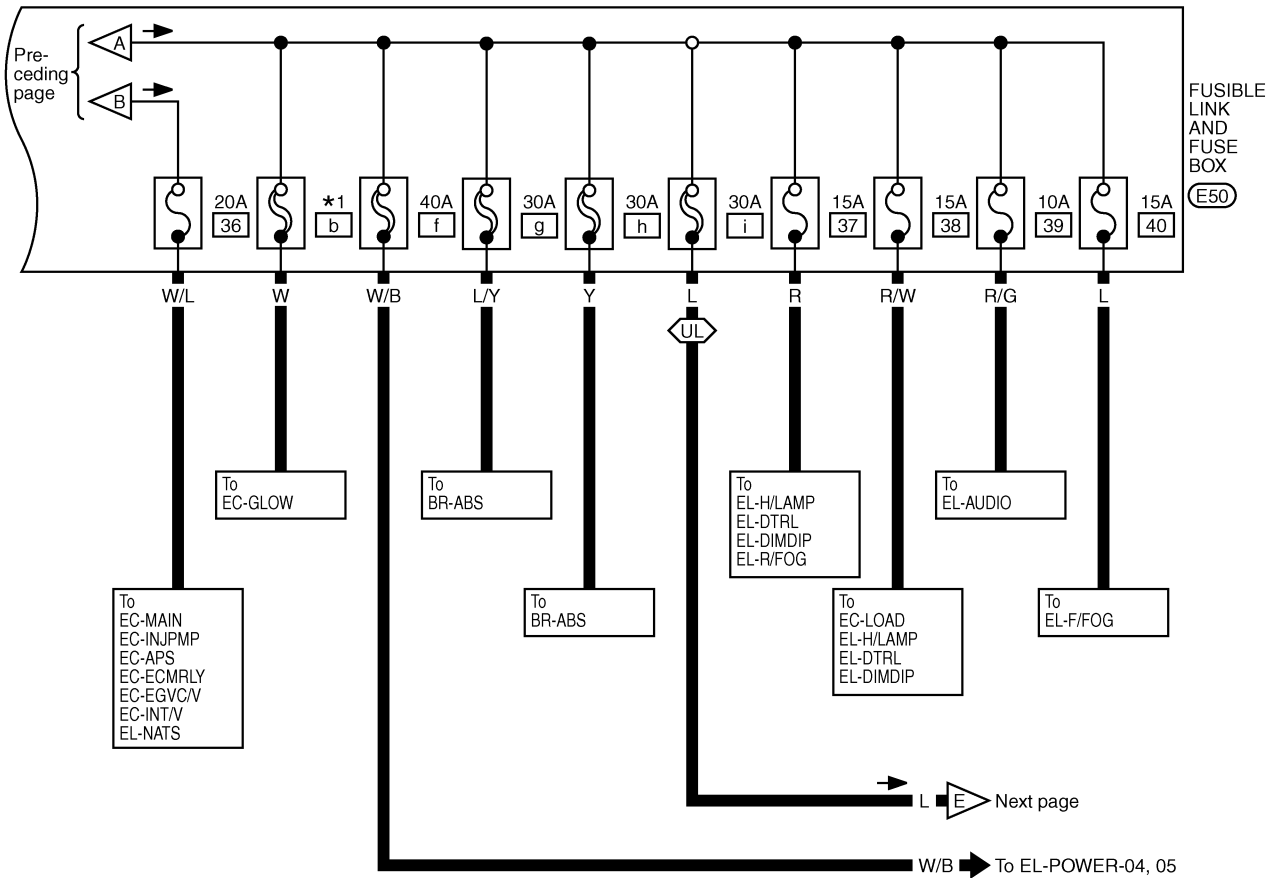 A
Pre-
ceding
page
B
FUSIBLE
LINK
AND
FUSE
BOX
E50
20A
36
*1
b
40A
f
30A
g
30A
h
30A
i
15A
37
15A
38
10A
39
15A
40
W/L
W
W/B
L/Y
Y
L
R
R/W
R/G
L
UL
To
EC-GLOW
To
BR-ABS
To
EL-H/LAMP
EL-DTRL
EL-DIMDIP
EL-R/FOG
To
EL-AUDIO
To
EC-MAIN
EC-INJPMP
EC-APS
EC-ECMRLY
EC-EGVC/V
EC-INT/V
EL-NATS
To
BR-ABS
To
EC-LOAD
EL-H/LAMP
EL-DTRL
EL-DIMDIP
To
EL-F/FOG
L E Next page
W/B To EL-POWER-04, 05